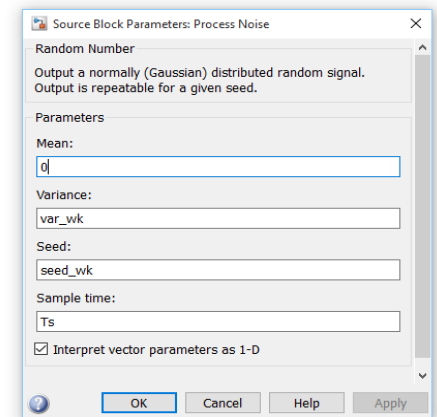 Source Block Parameters: Process Noise
Random Number
Output a normally (Gaussian) distributed random signal.
Output is repeatable for a given seed.
Parameters
Mean:
0
Variance:
var_wk
Seed:
seed_wk
Sample time:
Ts
Interpret vector parameters as 1-D
OK Cancel Help Apply